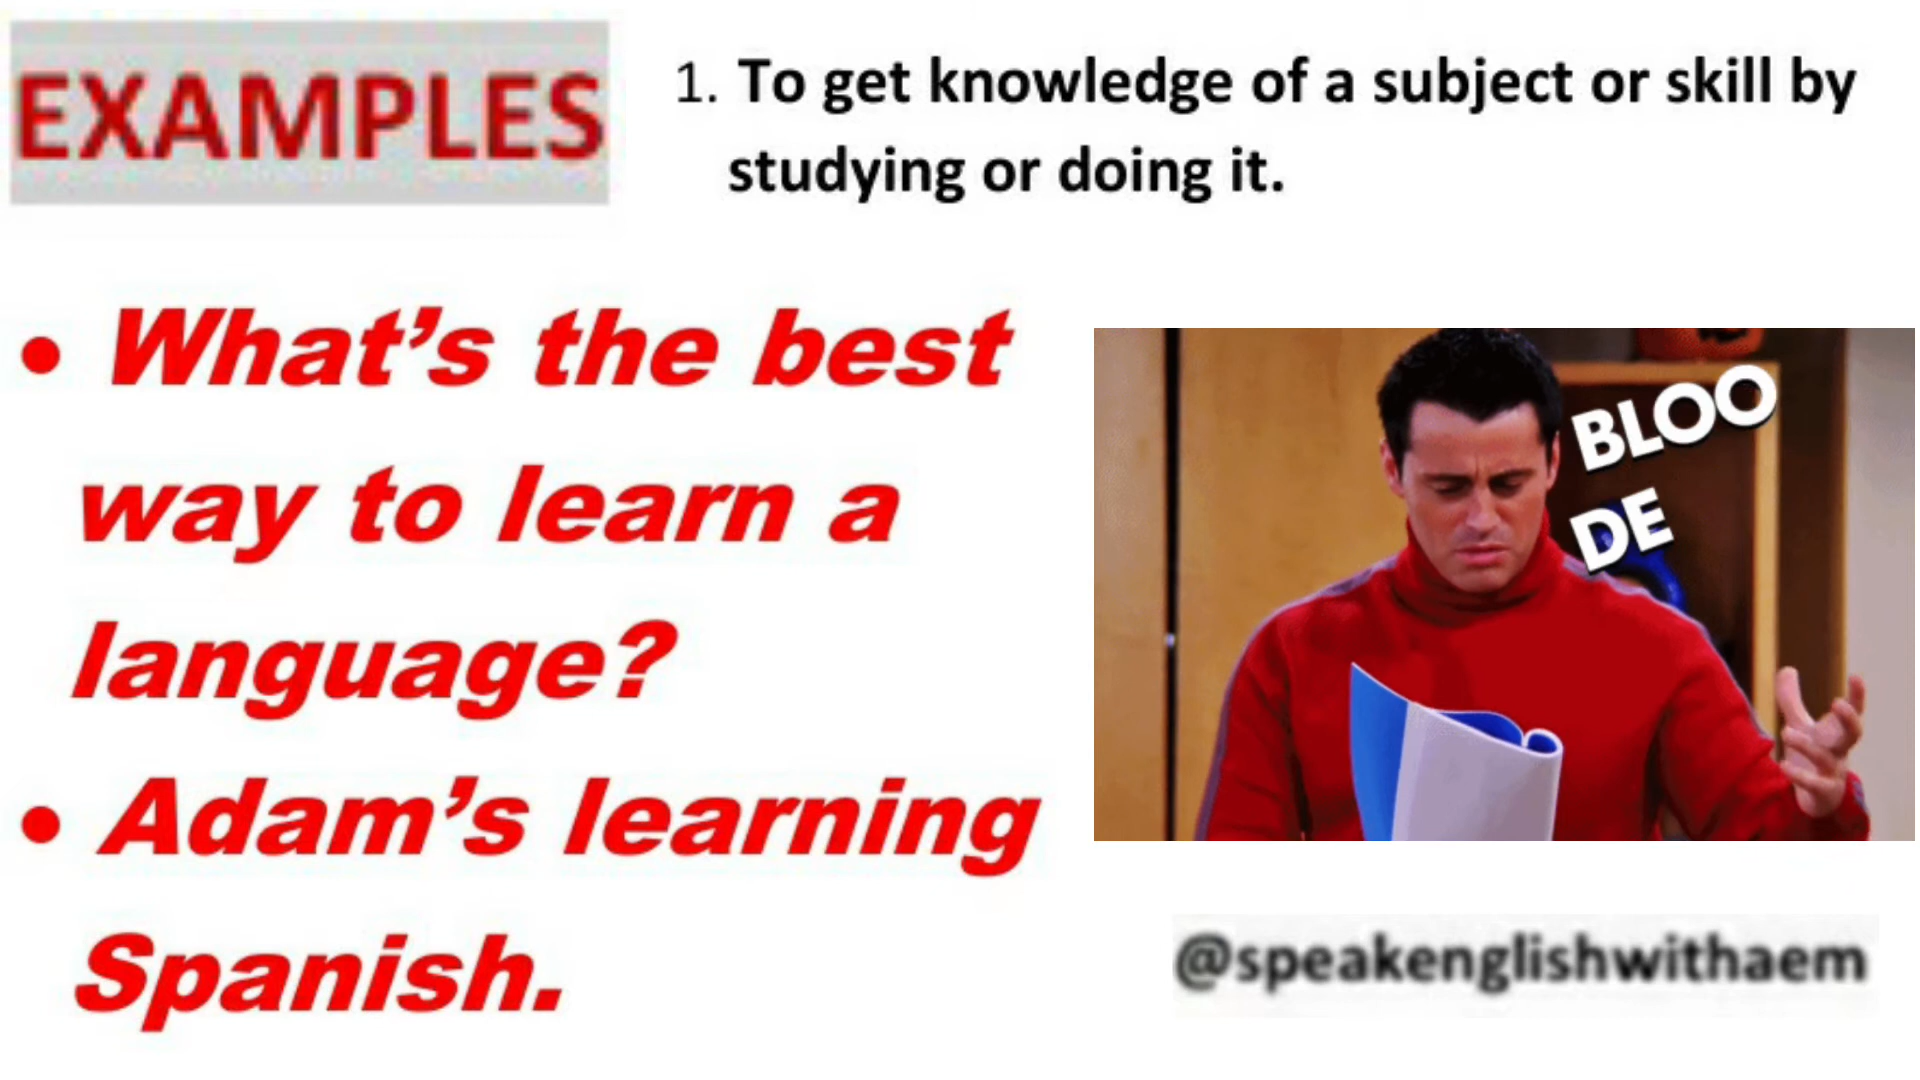 EXAMPLES
1. To get knowledge of a subject or skill by
studying or doing it.
• What's the best
way to learn a
language?
• Adam's learning
Spanish.
BLOO
DE
@speakenglishwithaem